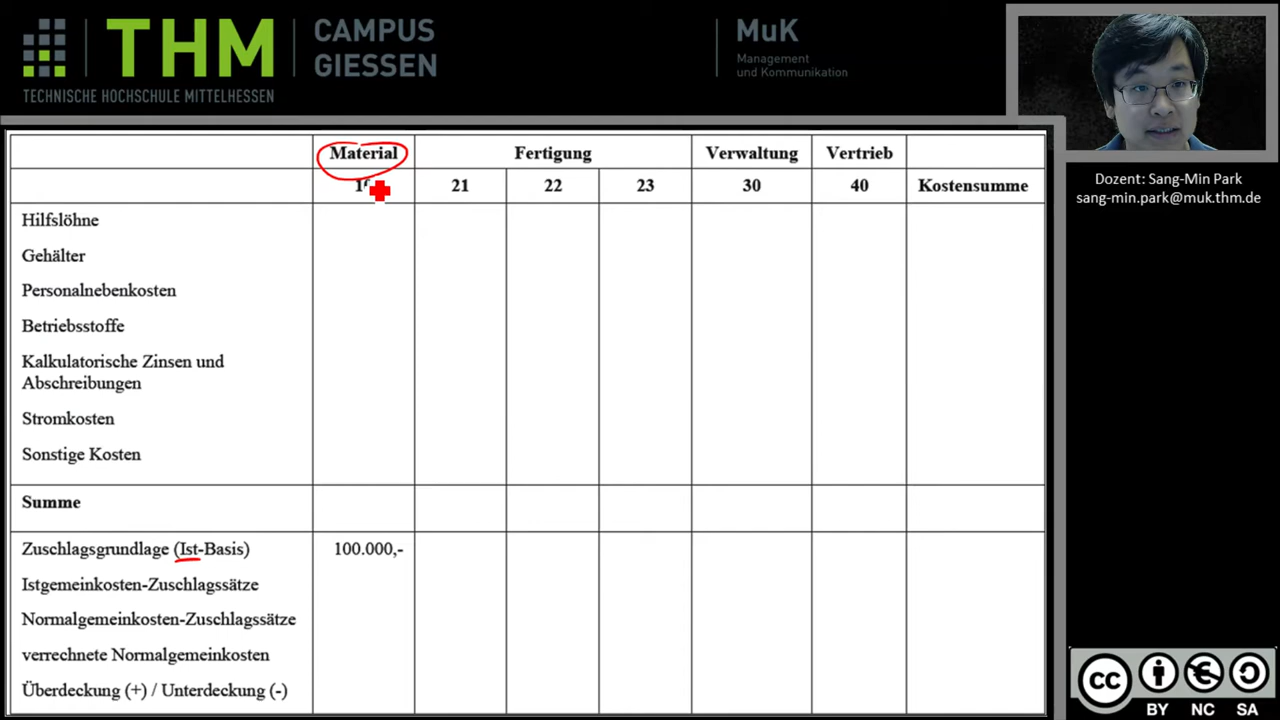 THM
CAMPUS
GIESSEN
TECHNISCHE HOCHSCHULE MITTELHESSEN
MuK
Management
und Kommunikation
Dozent: Sang-Min Park
sang-min.park@muk.thm.de
Material Fertigung Verwaltung Vertrieb
21 22 23 30 40 Kostensumme
Hilfslöhne
Gehälter
Personalnebenkosten
Betriebsstoffe
Kalkulatorische Zinsen und
Abschreibungen
Stromkosten
Sonstige Kosten
Summe
Zuschlagsgrundlage (Ist-Basis) 100.000,-
Istgemeinkosten-Zuschlagssätze
Normalgemeinkosten-Zuschlagssätze
verrechnete Normalgemeinkosten
Überdeckung (+) / Unterdeckung (-)
cc
BY NC SA